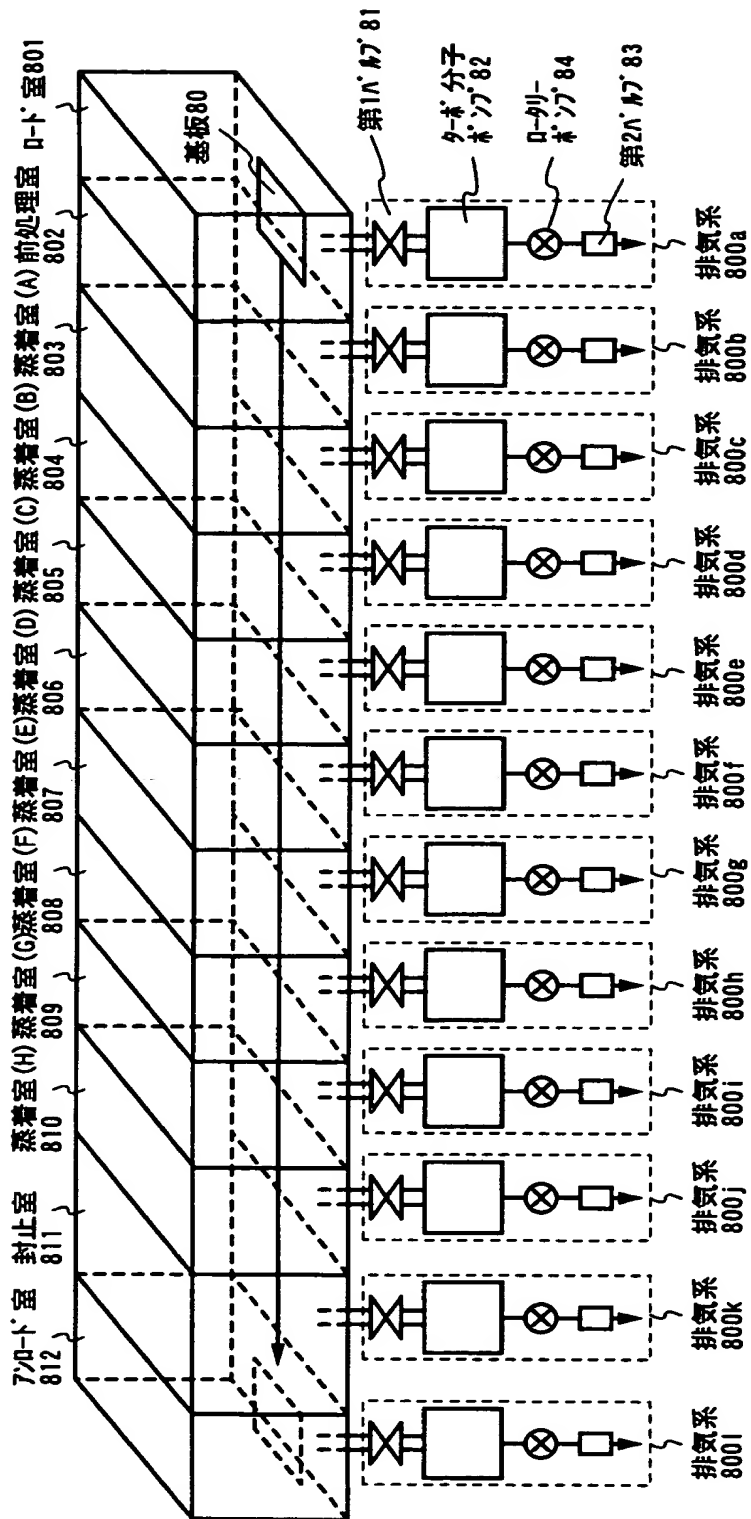 アンロード室
812
封止室
811
蒸着室(H)
810
蒸着室(G)
809
蒸着室(F)
808
蒸着室(E)
807
蒸着室(D)
806
蒸着室(C)
805
蒸着室(B)
804
蒸着室(A)
803
前処理室
802
ロード室801
基板80
第1バルブ81
ターボ分子
ポンプ82
ロータリー
ポンプ84
第2バルブ83
排気系
800l
排気系
800k
排気系
800j
排気系
800i
排気系
800h
排気系
800g
排気系
800f
排気系
800e
排気系
800d
排気系
800c
排気系
800b
排気系
800a